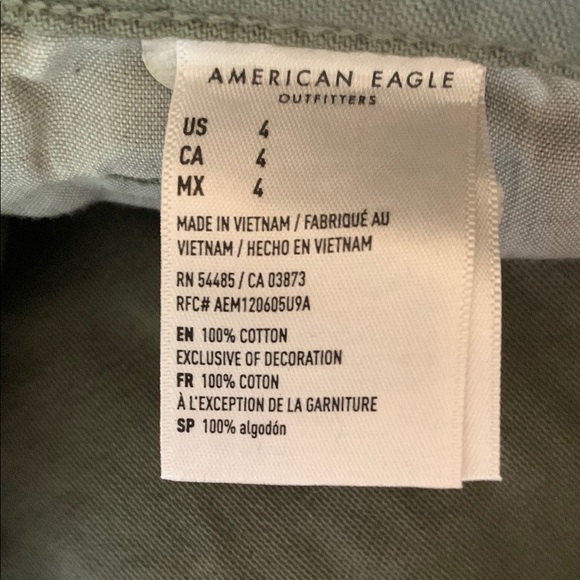 AMERICAN EAGLE
OUTFITTERS
US 4
CA 4
MX 4
MADE IN VIETNAM / FABRIQUÉ AU
VIETNAM / HECHO EN VIETNAM
RN 54485 / CA 03873
RFC# AEM120605U9A
EN 100% COTTON
EXCLUSIVE OF DECORATION
FR 100% COTON
À L'EXCEPTION DE LA GARNITURE
SP 100% algodón